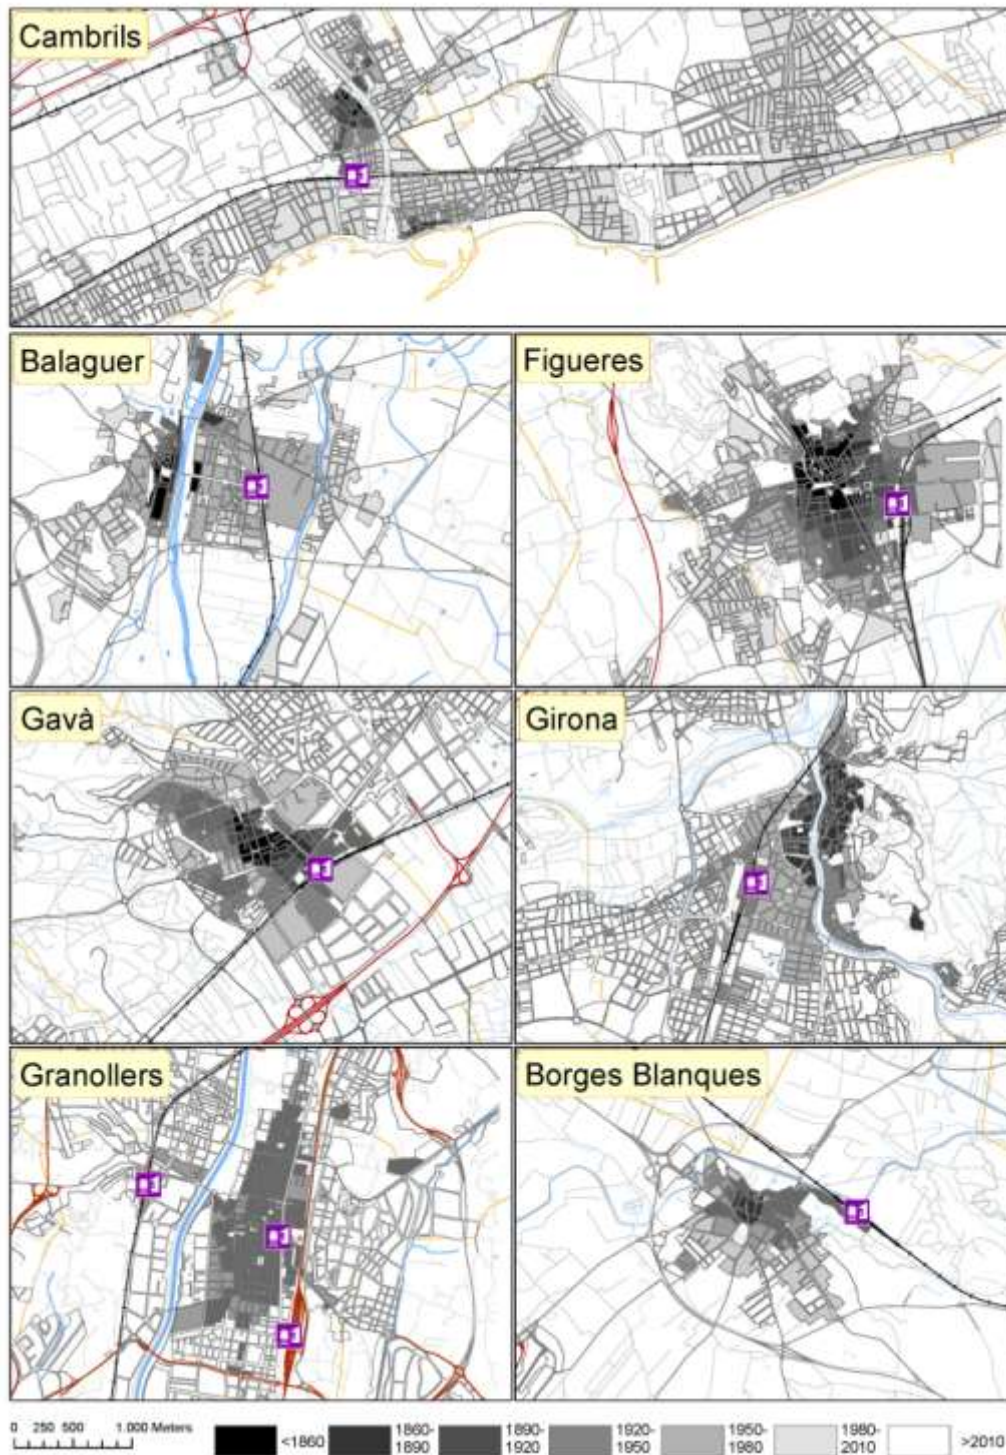 Cambrils
Balaguer
Figueres
Gavà
Girona
Granollers
Borges Blanques
0 250 500 1.000 Meters
<1860
1860-
1890
1890-
1920
1920-
1950
1950-
1980
1980-
2010
>2010